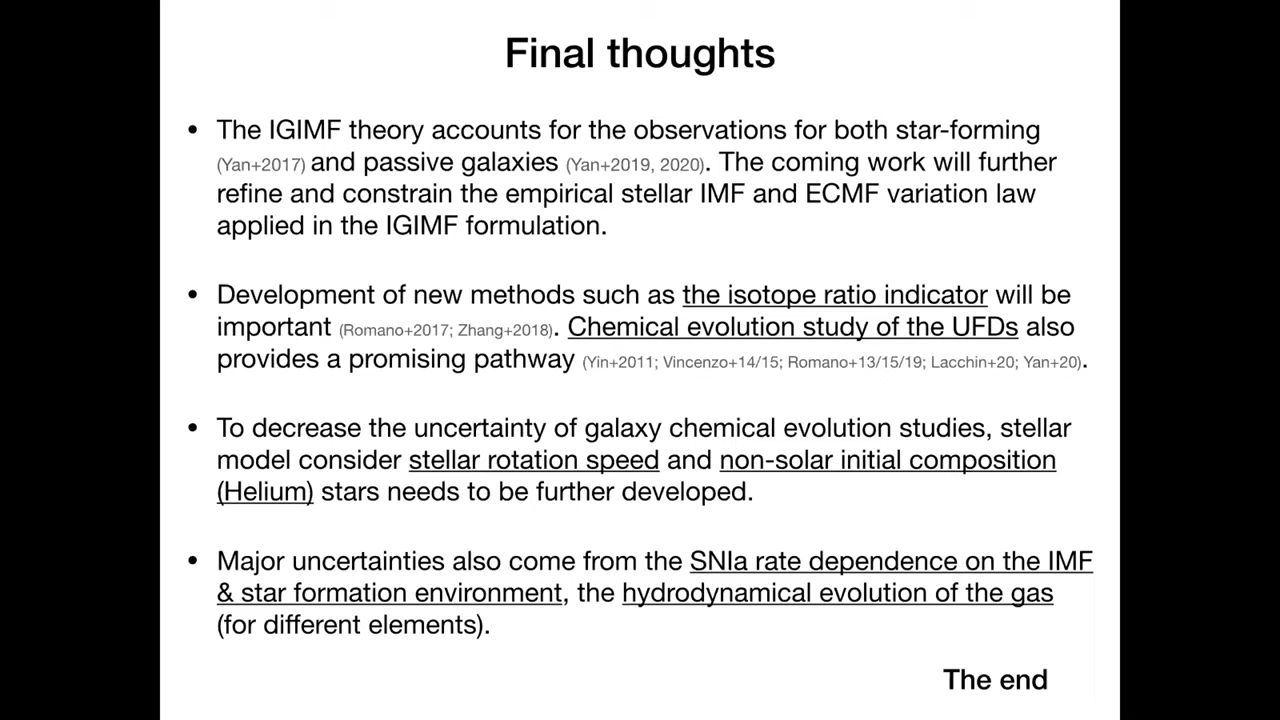 Final thoughts
• The IGIMF theory accounts for the observations for both star-forming
(Yan+2017) and passive galaxies (Yan+2019, 2020). The coming work will further
refine and constrain the empirical stellar IMF and ECMF variation law
applied in the IGIMF formulation.
• Development of new methods such as the isotope ratio indicator will be
important (Romano+2017; Zhang+2018). Chemical evolution study of the UFDs also
provides a promising pathway (Yin+2011; Vincenzo+14/15; Romano+13/15/19; Lacchin+20; Yan+20).
• To decrease the uncertainty of galaxy chemical evolution studies, stellar
model consider stellar rotation speed and non-solar initial composition
(Helium) stars needs to be further developed.
• Major uncertainties also come from the SNIa rate dependence on the IMF
& star formation environment, the hydrodynamical evolution of the gas
(for different elements).
The end